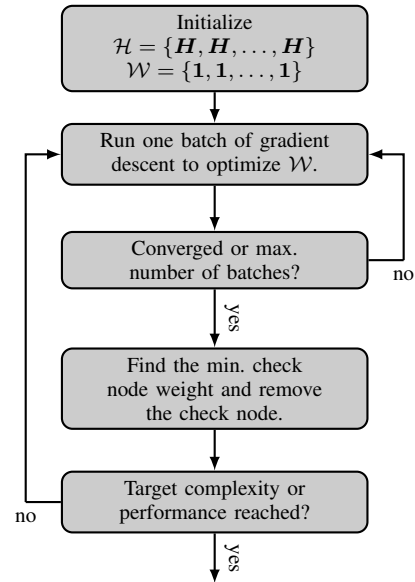 Initialize
𝓗 = {𝑯, 𝑯, . . . , 𝑯}
𝓦 = {𝟏, 𝟏, . . . , 𝟏}
Run one batch of gradient
descent to optimize 𝓦.
Converged or max.
number of batches?
no
yes
Find the min. check
node weight and remove
the check node.
Target complexity or
performance reached?
no
yes